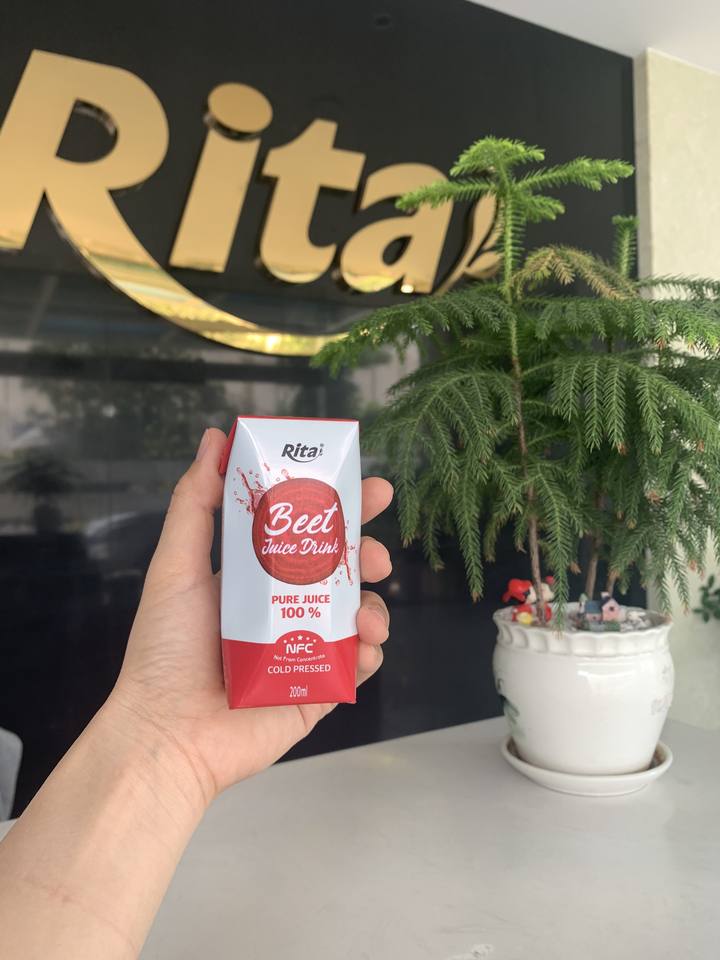 Rita
Rita
Beet
Juice Drink
PURE JUICE
100 %
NFC
Not From Concentrate
COLD PRESSED
200ml